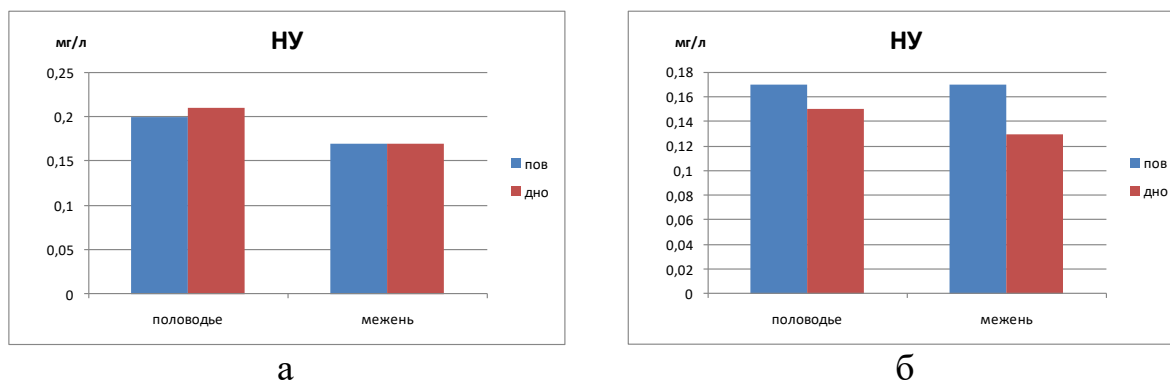 НУ
мг/л
0,25
0,2
0,15
0,1
0,05
0
половодье межень
пов
дно
а
НУ
мг/л
0,18
0,16
0,14
0,12
0,1
0,08
0,06
0,04
0,02
0
половодье межень
пов
дно
б